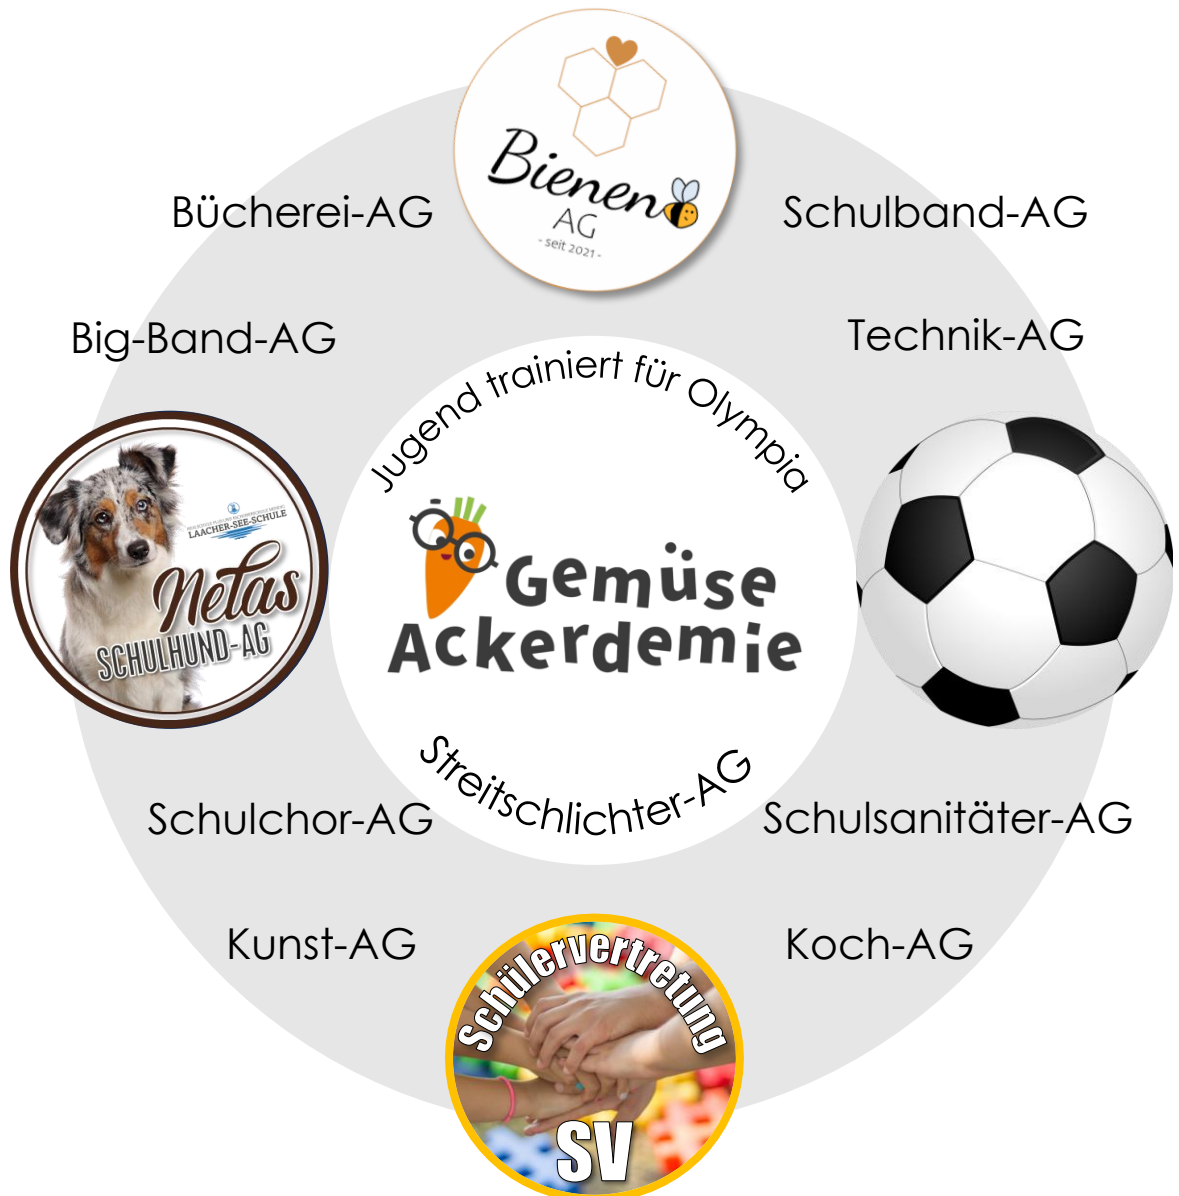 Bienen
AG
- seit 2021 -
Bücherei-AG
Schulband-AG
Big-Band-AG
Technik-AG
Jugend trainiert für Olympia
LAACHER-SEE-SCHULE
Nelas
SCHULHUND-AG
Gemüse
Ackerdemie
Streitschlichter-AG
Schulchor-AG
Schulsanitäter-AG
Kunst-AG
Koch-AG
Schülervertretung
SV